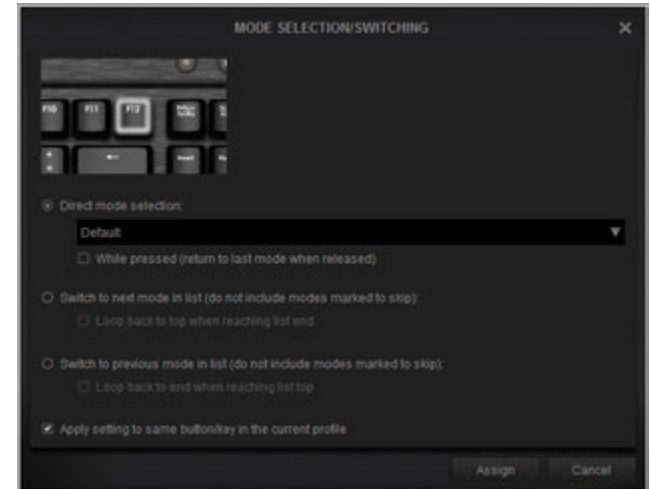 MODE SELECTION/SWITCHING
F10 F11 F12
Direct mode selection:
Default
While pressed (return to last mode when released)
Switch to next mode in list (do not include modes marked to skip):
Loop back to top when reaching list end
Switch to previous mode in list (do not include modes marked to skip):
Loop back to end when reaching list top
Apply setting to same button/key in the current profile
Assign Cancel